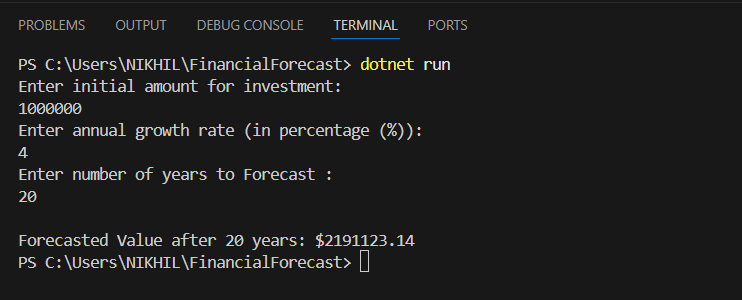 PROBLEMS OUTPUT DEBUG CONSOLE TERMINAL PORTS
PS C:\Users\NIKHIL\FinancialForecast> dotnet run
Enter initial amount for investment:
1000000
Enter annual growth rate (in percentage (%)):
4
Enter number of years to Forecast :
20
Forecasted Value after 20 years: $2191123.14
PS C:\Users\NIKHIL\FinancialForecast>